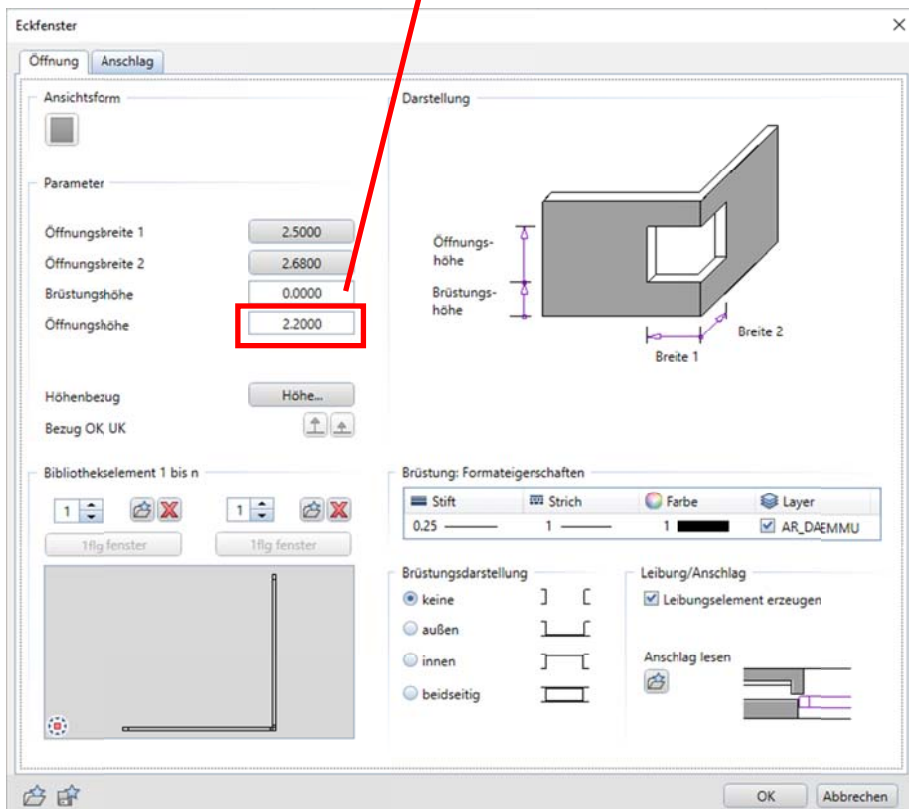 Eckfenster
Öffnung Anschlag
Ansichtsform
Parameter
Öffnungsbreite 1 2.5000
Öffnungsbreite 2 2.6800
Brüstungshöhe 0.0000
Öffnungshöhe 2.2000
Höhenbezug Höhe...
Bezug OK UK
Bibliothekselement 1 bis n
1 1
1flg fenster 1flg fenster
Darstellung
Öffnungs-
höhe
Brüstungs-
höhe
Breite 1
Breite 2
Brüstung: Formateigerschaften
Stift Strich Farbe Layer
0.25 1 1 AR_DAEMMU
Brüstungsdarstellung
keine
außen
innen
beidseitig
Leiburg/Anschlag
Leibungselement erzeugen
Anschlag lesen
OK Abbrechen